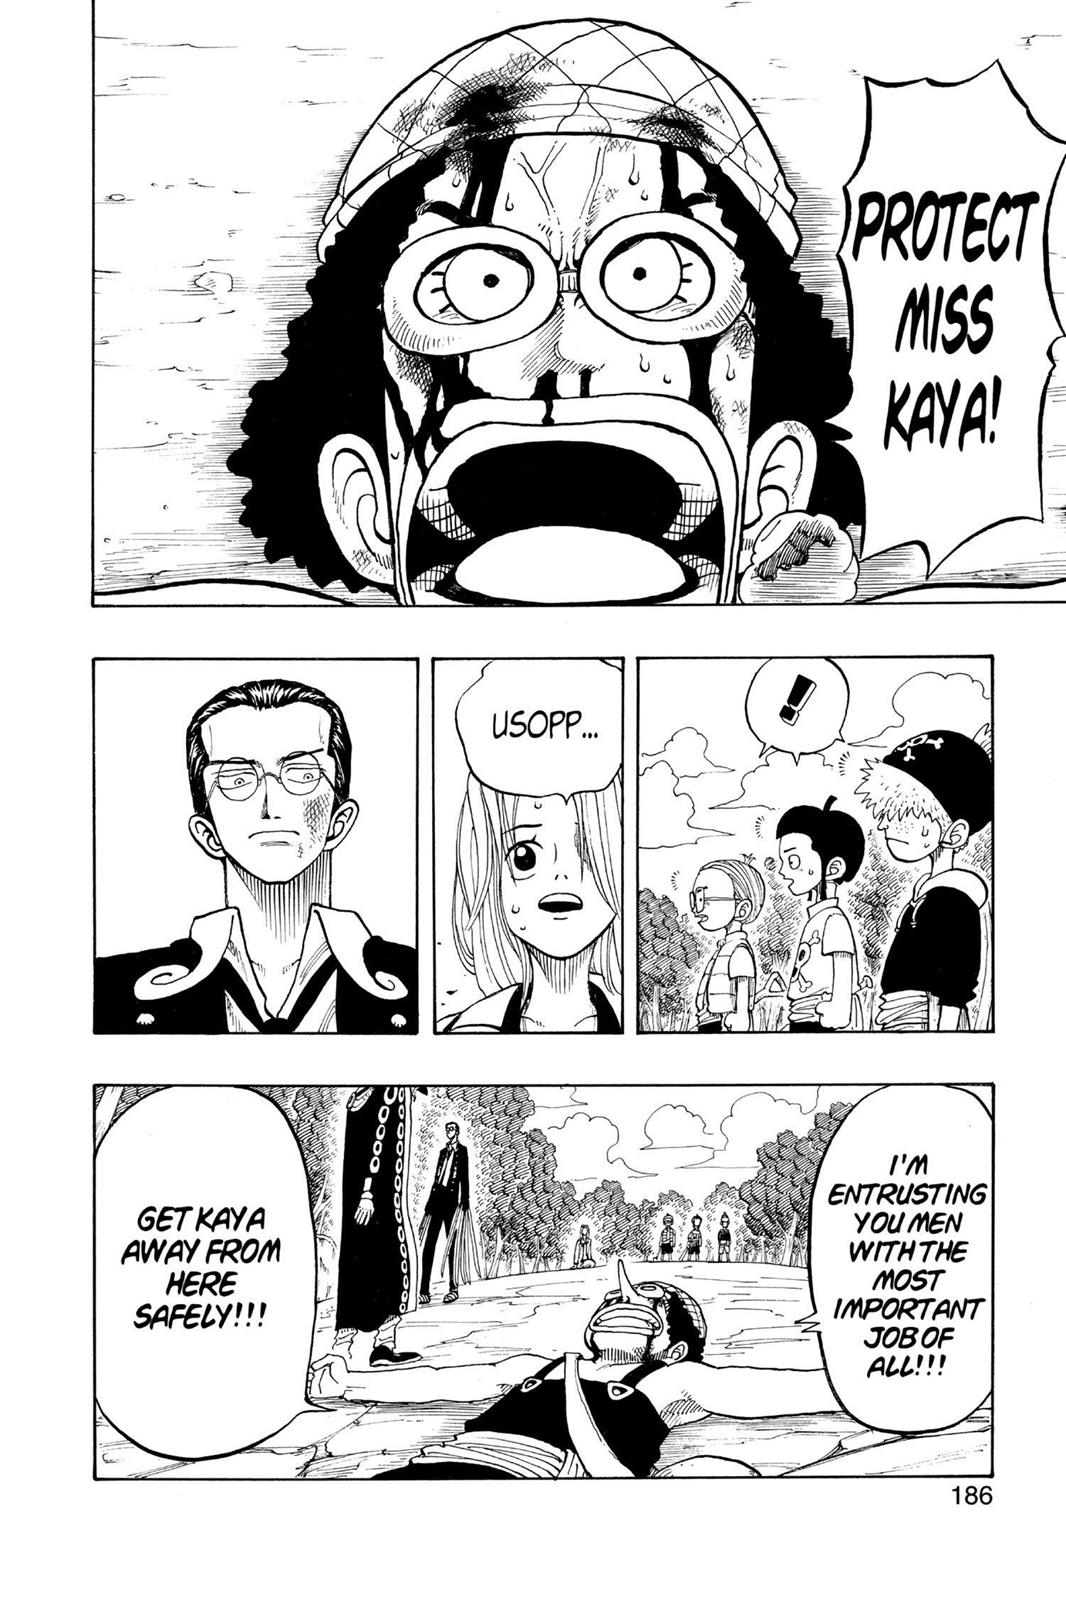 PROTECT
MISS
KAYA!
!
USOPP...
I'M
ENTRUSTING
YOU MEN
WITH THE
MOST
IMPORTANT
JOB OF
ALL!!!
GET KAYA
AWAY FROM
HERE
SAFELY!!!
186